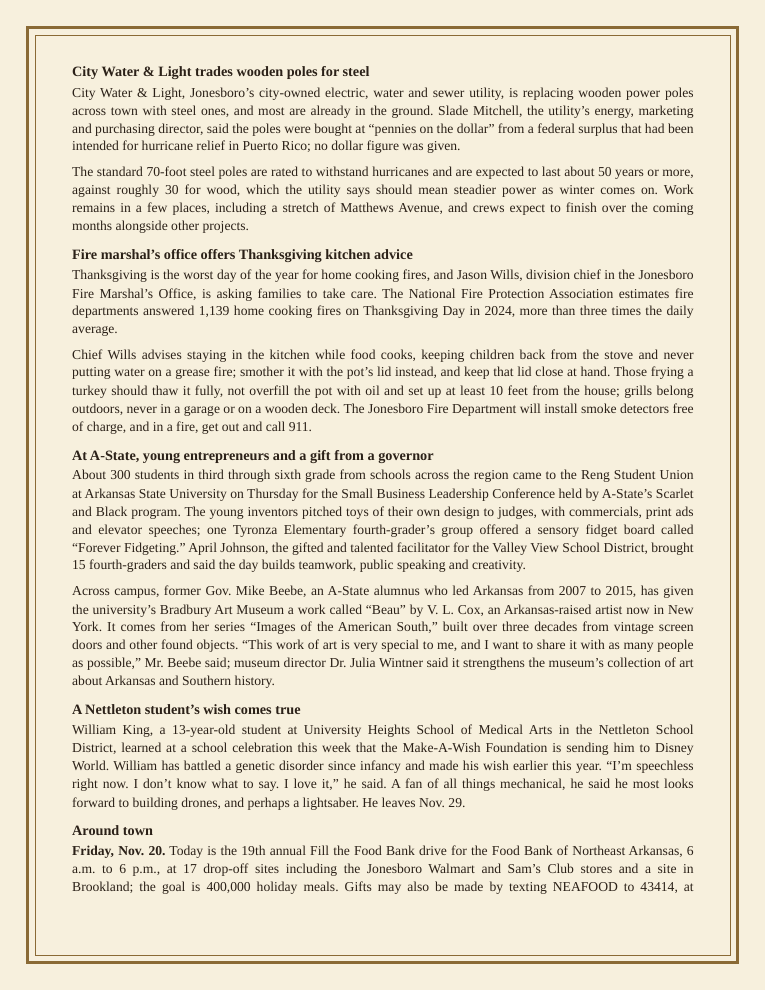 City Water & Light trades wooden poles for steel
City Water & Light, Jonesboro’s city-owned electric, water and sewer utility, is replacing wooden power poles
across town with steel ones, and most are already in the ground. Slade Mitchell, the utility’s energy, marketing
and purchasing director, said the poles were bought at “pennies on the dollar” from a federal surplus that had been
intended for hurricane relief in Puerto Rico; no dollar figure was given.
The standard 70-foot steel poles are rated to withstand hurricanes and are expected to last about 50 years or more,
against roughly 30 for wood, which the utility says should mean steadier power as winter comes on. Work
remains in a few places, including a stretch of Matthews Avenue, and crews expect to finish over the coming
months alongside other projects.
Fire marshal’s office offers Thanksgiving kitchen advice
Thanksgiving is the worst day of the year for home cooking fires, and Jason Wills, division chief in the Jonesboro
Fire Marshal’s Office, is asking families to take care. The National Fire Protection Association estimates fire
departments answered 1,139 home cooking fires on Thanksgiving Day in 2024, more than three times the daily
average.
Chief Wills advises staying in the kitchen while food cooks, keeping children back from the stove and never
putting water on a grease fire; smother it with the pot’s lid instead, and keep that lid close at hand. Those frying a
turkey should thaw it fully, not overfill the pot with oil and set up at least 10 feet from the house; grills belong
outdoors, never in a garage or on a wooden deck. The Jonesboro Fire Department will install smoke detectors free
of charge, and in a fire, get out and call 911.
At A-State, young entrepreneurs and a gift from a governor
About 300 students in third through sixth grade from schools across the region came to the Reng Student Union
at Arkansas State University on Thursday for the Small Business Leadership Conference held by A-State’s Scarlet
and Black program. The young inventors pitched toys of their own design to judges, with commercials, print ads
and elevator speeches; one Tyronza Elementary fourth-grader’s group offered a sensory fidget board called
“Forever Fidgeting.” April Johnson, the gifted and talented facilitator for the Valley View School District, brought
15 fourth-graders and said the day builds teamwork, public speaking and creativity.
Across campus, former Gov. Mike Beebe, an A-State alumnus who led Arkansas from 2007 to 2015, has given
the university’s Bradbury Art Museum a work called “Beau” by V. L. Cox, an Arkansas-raised artist now in New
York. It comes from her series “Images of the American South,” built over three decades from vintage screen
doors and other found objects. “This work of art is very special to me, and I want to share it with as many people
as possible,” Mr. Beebe said; museum director Dr. Julia Wintner said it strengthens the museum’s collection of art
about Arkansas and Southern history.
A Nettleton student’s wish comes true
William King, a 13-year-old student at University Heights School of Medical Arts in the Nettleton School
District, learned at a school celebration this week that the Make-A-Wish Foundation is sending him to Disney
World. William has battled a genetic disorder since infancy and made his wish earlier this year. “I’m speechless
right now. I don’t know what to say. I love it,” he said. A fan of all things mechanical, he said he most looks
forward to building drones, and perhaps a lightsaber. He leaves Nov. 29.
Around town
Friday, Nov. 20. Today is the 19th annual Fill the Food Bank drive for the Food Bank of Northeast Arkansas, 6
a.m. to 6 p.m., at 17 drop-off sites including the Jonesboro Walmart and Sam’s Club stores and a site in
Brookland; the goal is 400,000 holiday meals. Gifts may also be made by texting NEAFOOD to 43414, at